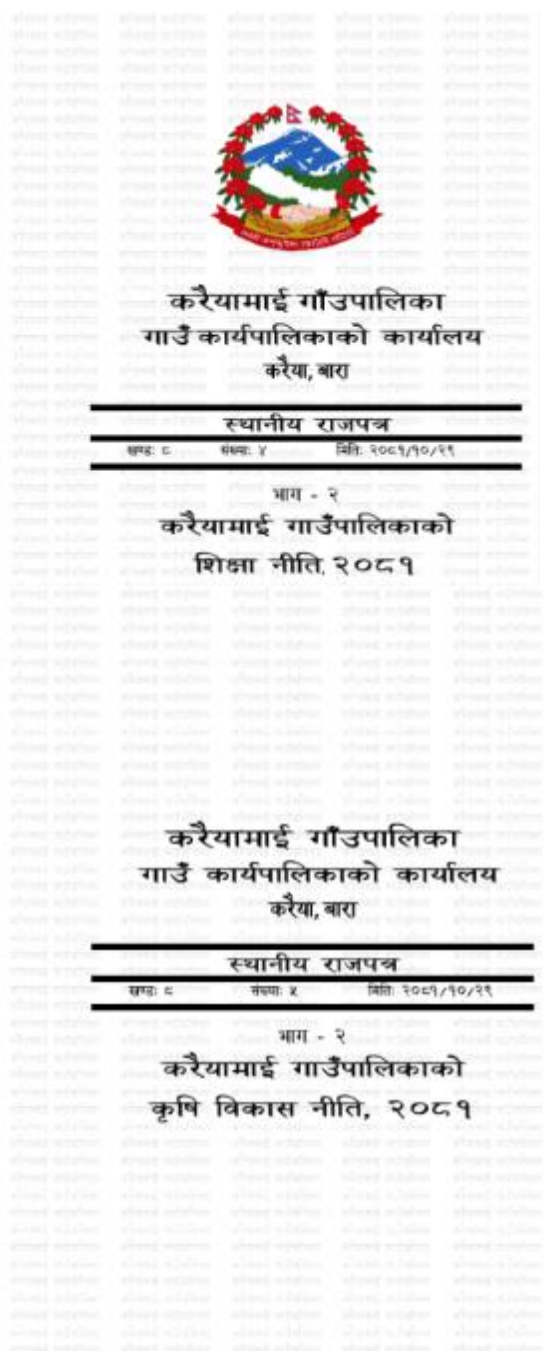 करैयामाई गाँउपालिका
गाउँ कार्यपालिकाको कार्यालय
करैया, बारा
स्थानीय राजपत्र
खण्डः ८ संख्याः ४ मितिः २०८१/१०/२९
भाग - २
करैयामाई गाउँपालिकाको
शिक्षा नीति, २०८१
करैयामाई गाँउपालिका
गाउँ कार्यपालिकाको कार्यालय
करैया, बारा
स्थानीय राजपत्र
खण्डः ८ संख्याः ५ मितिः २०८१/१०/२९
भाग - २
करैयामाई गाउँपालिकाको
कृषि विकास नीति, २०८१